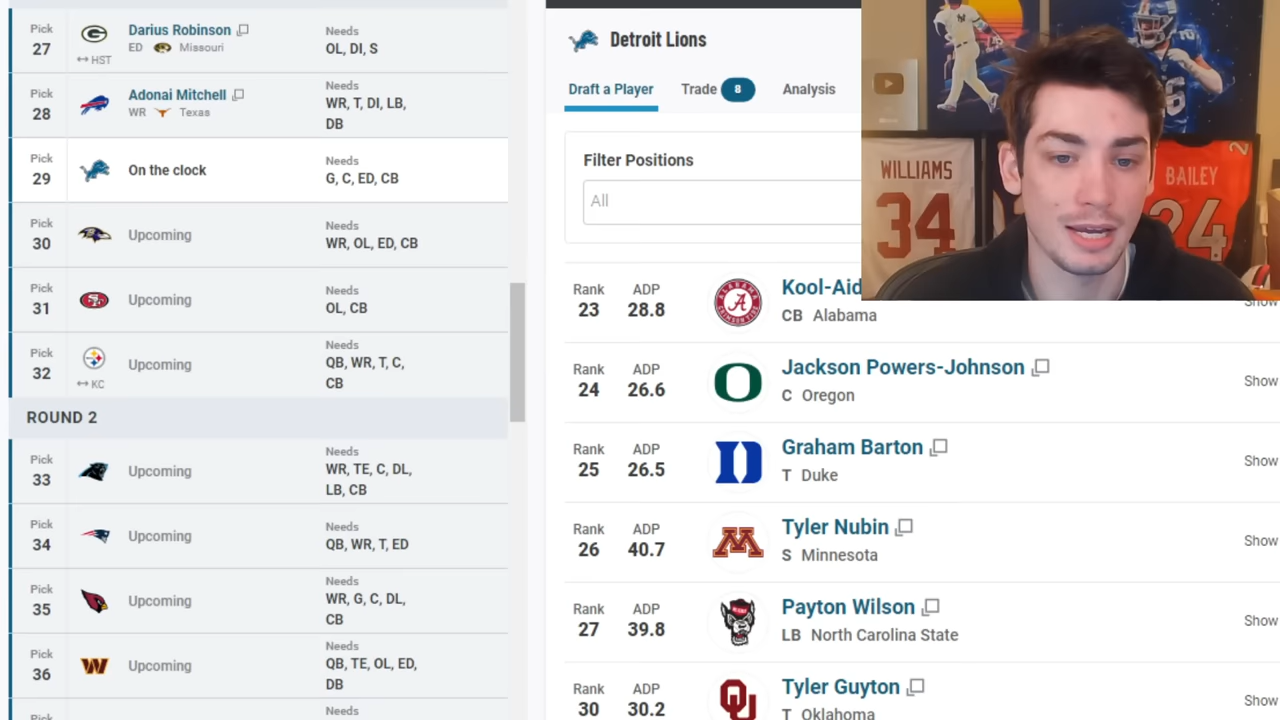 Pick
27
HST
Darius Robinson
ED Missouri
Needs
OL, DI, S
Pick
28
Adonai Mitchell
WR Texas
Needs
WR, T, DI, LB,
DB
Pick
29
On the clock
Needs
G, C, ED, CB
Pick
30
Upcoming
Needs
WR, OL, ED, CB
Pick
31
Upcoming
Needs
OL, CB
Pick
32
KC
Upcoming
Needs
QB, WR, T, C,
CB
ROUND 2
Pick
33
Upcoming
Needs
WR, TE, C, DL,
LB, CB
Pick
34
Upcoming
Needs
QB, WR, T, ED
Pick
35
Upcoming
Needs
WR, G, C, DL,
CB
Pick
36
Upcoming
Needs
QB, TE, OL, ED,
DB
Pick
Needs
Detroit Lions
Draft a Player
Trade 8
Analysis
Filter Positions
All
Rank ADP
23 28.8
Kool-Aid
CB Alabama
Show
Rank ADP
24 26.6
Jackson Powers-Johnson
C Oregon
Show
Rank ADP
25 26.5
Graham Barton
T Duke
Show
Rank ADP
26 40.7
Tyler Nubin
S Minnesota
Show
Rank ADP
27 39.8
Payton Wilson
LB North Carolina State
Show
Rank ADP
30 30.2
Tyler Guyton
T Oklahoma
Show
WILLIAMS
34
BAILEY
24
2